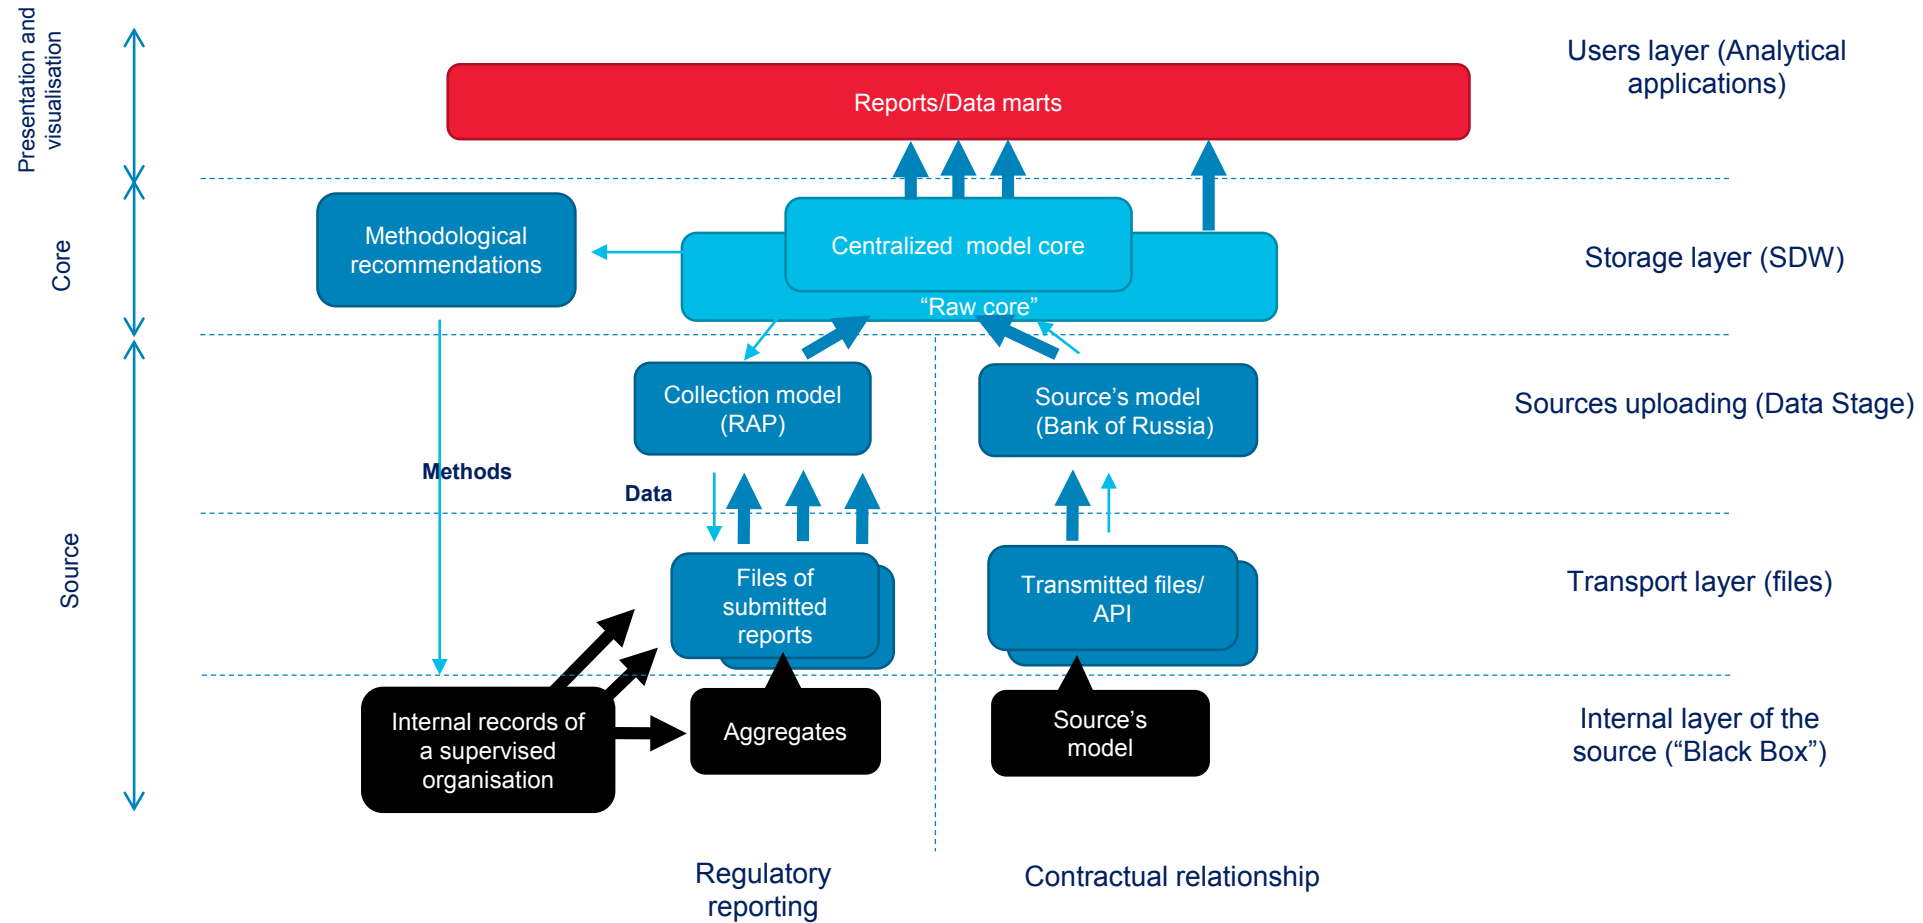 Presentation and
visualisation
Users layer (Analytical
applications)
Reports/Data marts
Core
Methodological
recommendations
Centralized model core
“Raw core”
Storage layer (SDW)
Source
Collection model
(RAP)
Source’s model
(Bank of Russia)
Sources uploading (Data Stage)
Methods
Data
Files of
submitted
reports
Transmitted files/
API
Transport layer (files)
Internal records of
a supervised
organisation
Aggregates
Source’s
model
Internal layer of the
source (“Black Box”)
Regulatory
reporting
Contractual relationship